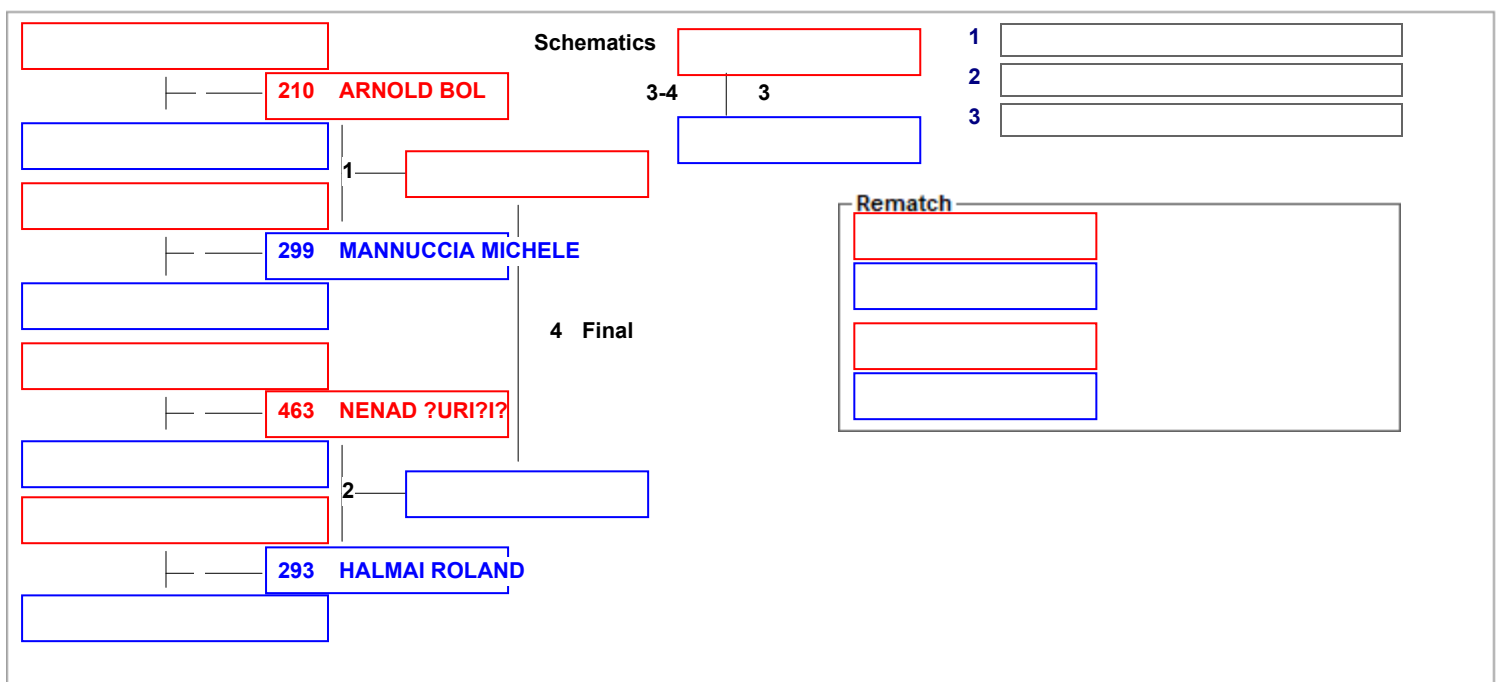 Schematics
3-4 3
1
2
3
210 ARNOLD BOL
1
299 MANNUCCIA MICHELE
Rematch
4 Final
463 NENAD ?URI?I?
2
293 HALMAI ROLAND